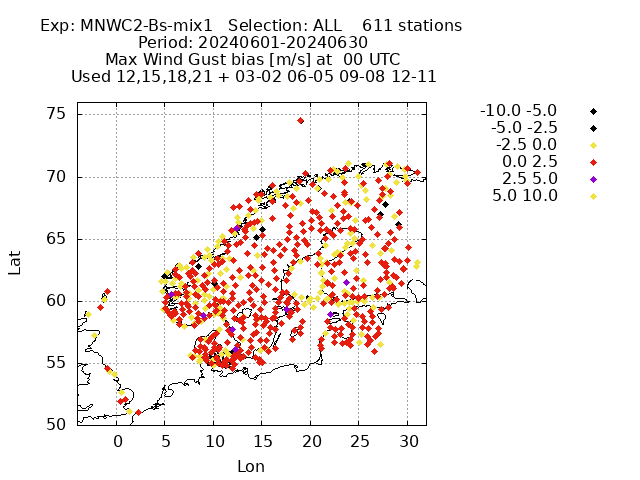 Exp: MNWC2-Bs-mix1   Selection: ALL    611 stations
Period: 20240601-20240630
Max Wind Gust bias [m/s] at  00 UTC
Used 12,15,18,21 + 03-02 06-05 09-08 12-11
-10.0 -5.0
-5.0 -2.5
-2.5 0.0
0.0 2.5
2.5 5.0
5.0 10.0
75
70
65
60
55
50
Lat
0 5 10 15 20 25 30
Lon